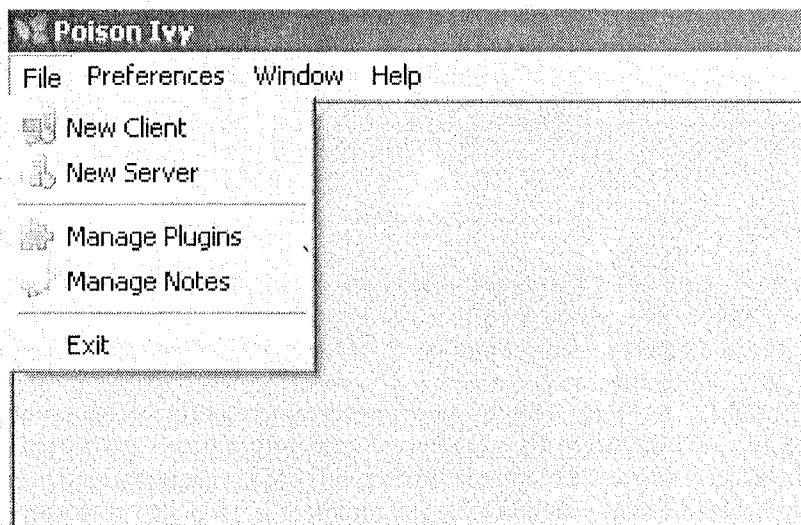 Poison Ivy
File Preferences Window Help
New Client
New Server
Manage Plugins
Manage Notes
Exit